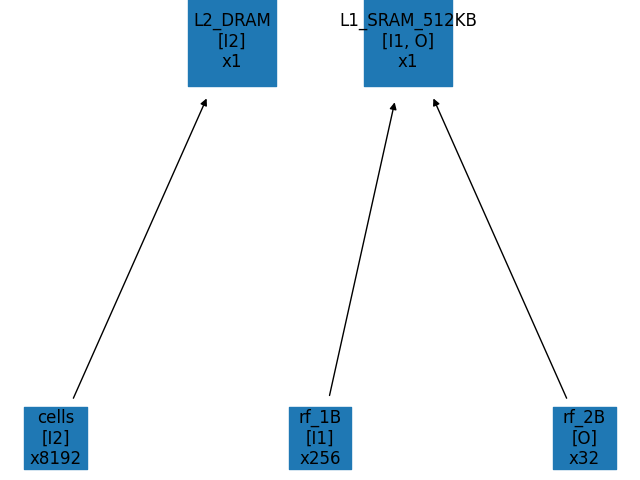 L2_DRAM
[I2]
x1
L1_SRAM_512KB
[I1, O]
x1
cells
[I2]
x8192
rf_1B
[I1]
x256
rf_2B
[O]
x32